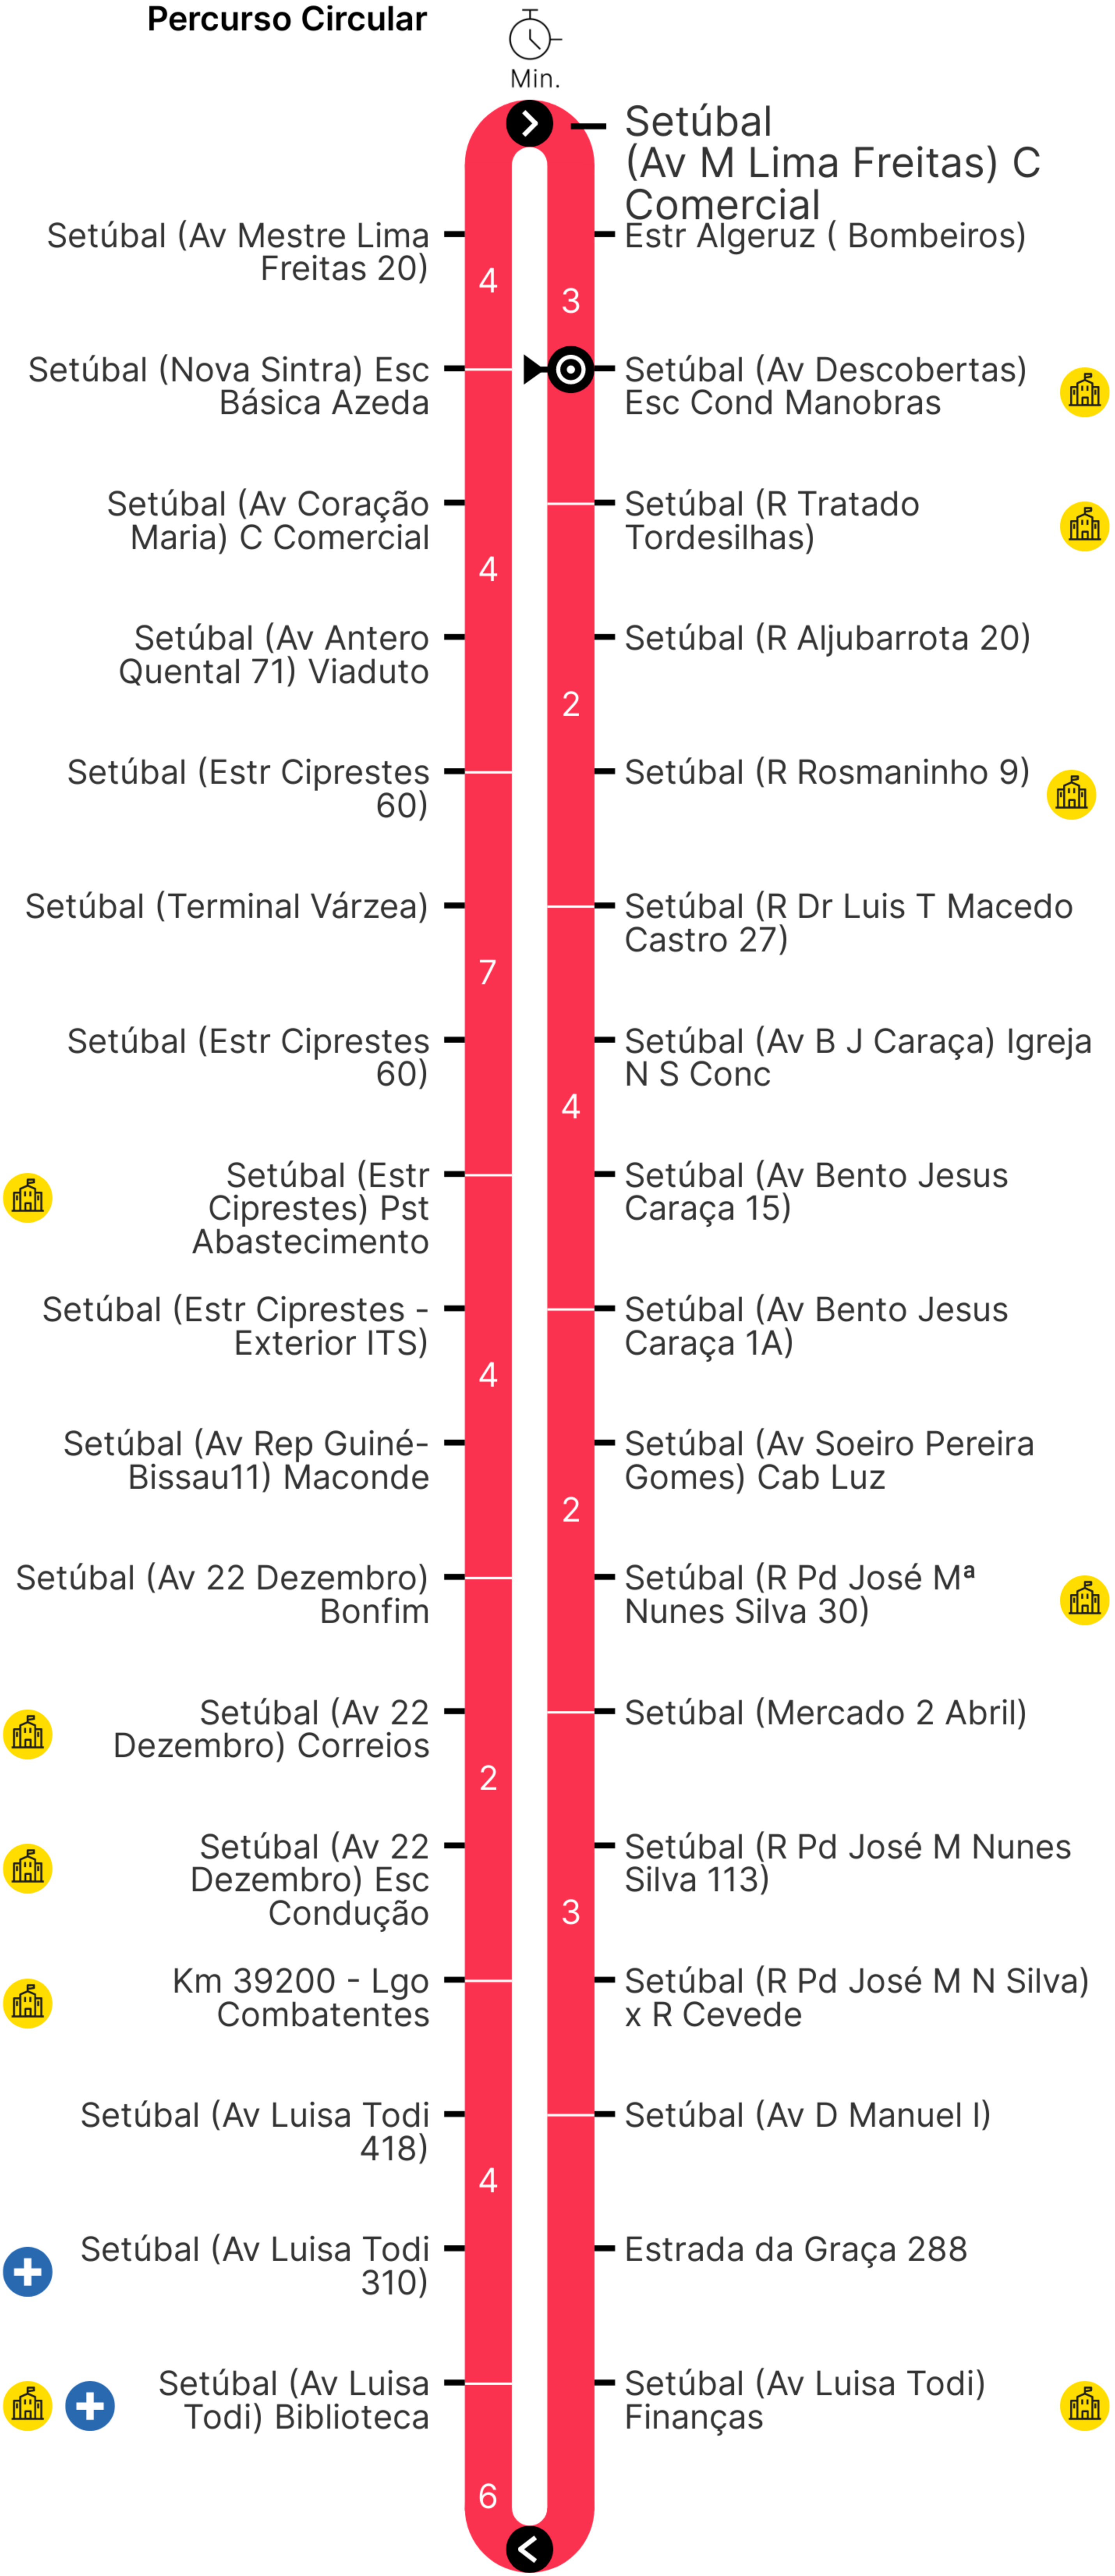 Percurso Circular
Min.
Setúbal
(Av M Lima Freitas) C
Comercial
Estr Algeruz ( Bombeiros)
3
Setúbal (Av Descobertas)
Esc Cond Manobras
Setúbal (R Tratado
Tordesilhas)
Setúbal (R Aljubarrota 20)
2
Setúbal (R Rosmaninho 9)
Setúbal (R Dr Luis T Macedo
Castro 27)
Setúbal (Av B J Caraça) Igreja
N S Conc
4
Setúbal (Av Bento Jesus
Caraça 15)
Setúbal (Av Bento Jesus
Caraça 1A)
Setúbal (Av Soeiro Pereira
Gomes) Cab Luz
2
Setúbal (R Pd José Mª
Nunes Silva 30)
Setúbal (Mercado 2 Abril)
Setúbal (R Pd José M Nunes
Silva 113)
3
Setúbal (R Pd José M N Silva)
x R Cevede
Setúbal (Av D Manuel I)
Estrada da Graça 288
Setúbal (Av Luisa Todi)
Finanças
6
Setúbal (Av Luisa
Todi) Biblioteca
Setúbal (Av Luisa Todi
310)
4
Setúbal (Av Luisa Todi
418)
Km 39200 - Lgo
Combatentes
Setúbal (Av 22
Dezembro) Esc
Condução
2
Setúbal (Av 22
Dezembro) Correios
Setúbal (Av 22 Dezembro)
Bonfim
Setúbal (Av Rep Guiné-
Bissau11) Maconde
4
Setúbal (Estr Ciprestes -
Exterior ITS)
Setúbal (Estr
Ciprestes) Pst
Abastecimento
Setúbal (Estr Ciprestes
60)
7
Setúbal (Terminal Várzea)
Setúbal (Estr Ciprestes
60)
Setúbal (Av Antero
Quental 71) Viaduto
4
Setúbal (Av Coração
Maria) C Comercial
Setúbal (Nova Sintra) Esc
Básica Azeda
4
Setúbal (Av Mestre Lima
Freitas 20)